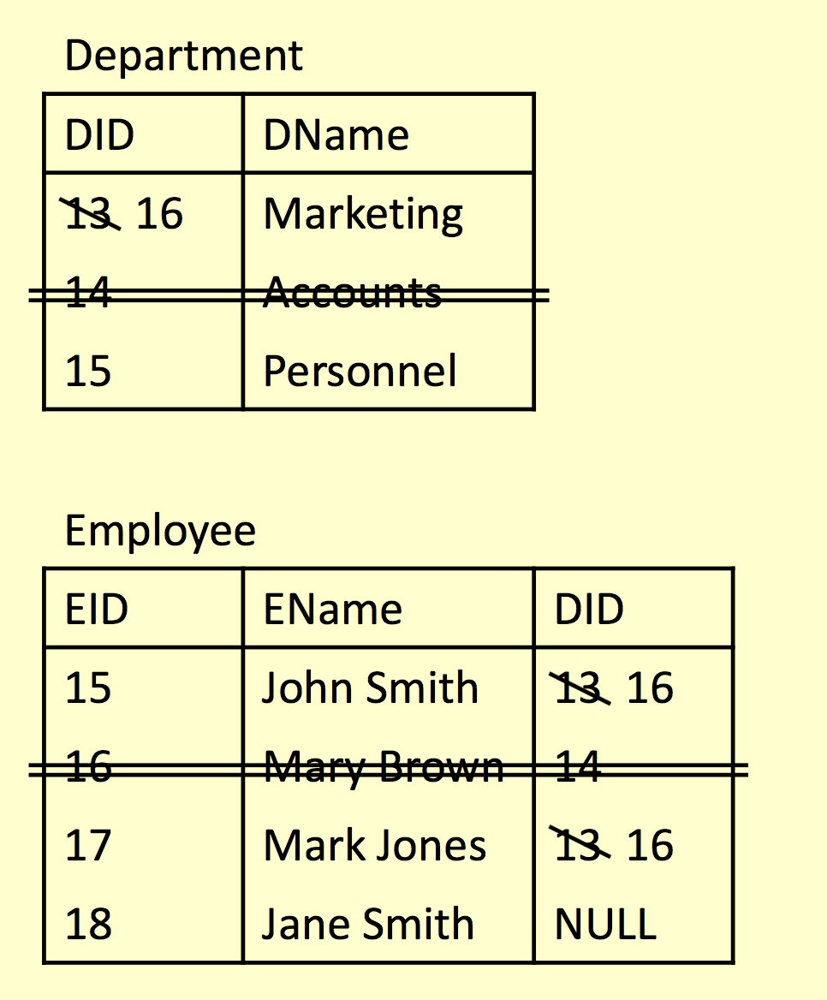 Department
DID DName
13 16 Marketing
14 Accounts
15 Personnel
Employee
EID EName DID
15 John Smith 13 16
16 Mary Brown 14
17 Mark Jones 13 16
18 Jane Smith NULL